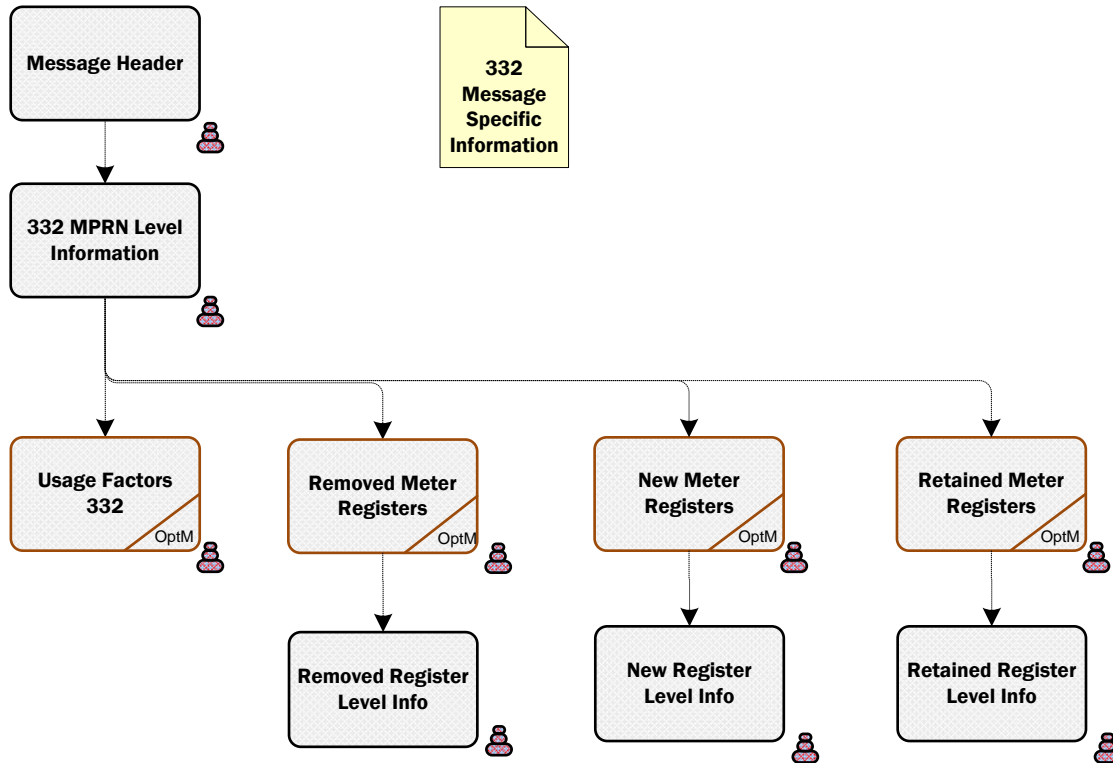 Message Header
332
Message
Specific
Information
332 MPRN Level
Information
Usage Factors
332
OptM
Removed Meter
Registers
OptM
New Meter
Registers
OptM
Retained Meter
Registers
OptM
Removed Register
Level Info
New Register
Level Info
Retained Register
Level Info